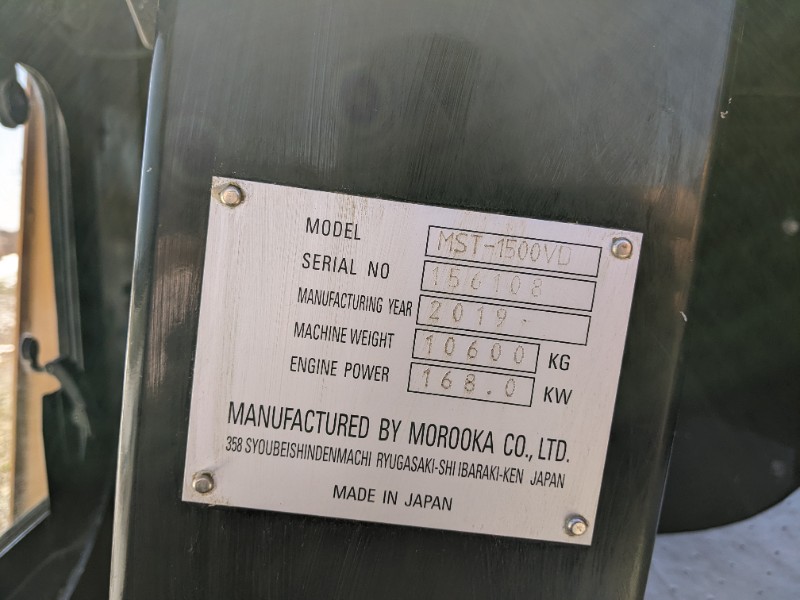 MODEL MST-1500VD
SERIAL NO 156108
MANUFACTURING YEAR 2019.
MACHINE WEIGHT 10600 KG
ENGINE POWER 168.0 KW
MANUFACTURED BY MOROOKA CO., LTD.
358 SYOUBEISHINDENMACHI RYUGASAKI-SHI IBARAKI-KEN JAPAN
MADE IN JAPAN